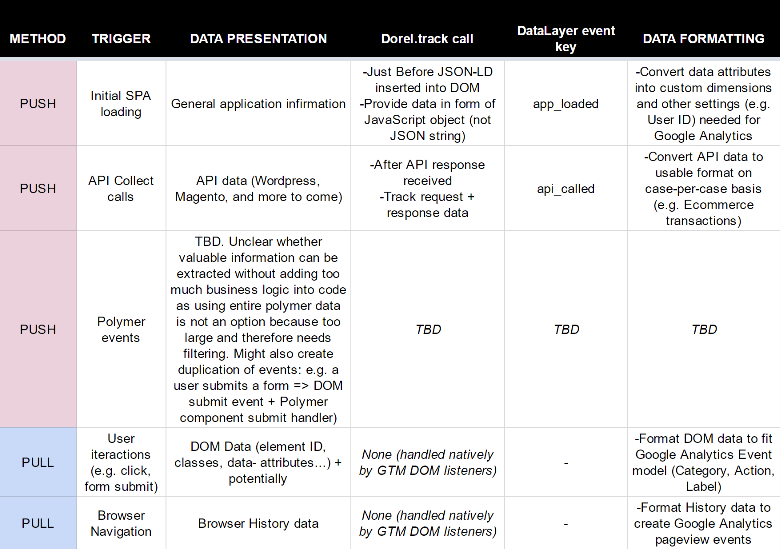 METHOD
TRIGGER
DATA PRESENTATION
Dorel.track call
DataLayer event
key
DATA FORMATTING
PUSH
Initial SPA
loading
General application infirmation
-Just Before JSON-LD
inserted into DOM
-Provide data in form of
JavaScript object (not
JSON string)
app_loaded
-Convert data attributes
into custom dimensions
and other settings (e.g.
User ID) needed for
Google Analytics
PUSH
API Collect
calls
API data (Wordpress,
Magento, and more to come)
-After API response
received
-Track request +
response data
api_called
-Convert API data to
usable format on
case-per-case basis
(e.g. Ecommerce
transactions)
PUSH
Polymer
events
TBD. Unclear whether
valuable information can be
extracted without adding too
much business logic into code
as using entire polymer data
is not an option because too
large and therefore needs
filtering. Might also create
duplication of events: e.g. a
user submits a form => DOM
submit event + Polymer
component submit handler)
TBD
TBD
TBD
PULL
User
iteractions
(e.g. click,
form submit)
DOM Data (element ID,
classes, data- attributes...) +
potentially
None (handled natively
by GTM DOM listeners)
-
-Format DOM data to fit
Google Analytics Event
model (Category, Action,
Label)
PULL
Browser
Navigation
Browser History data
None (handled natively
by GTM DOM listeners)
-
-Format History data to
create Google Analytics
pageview events